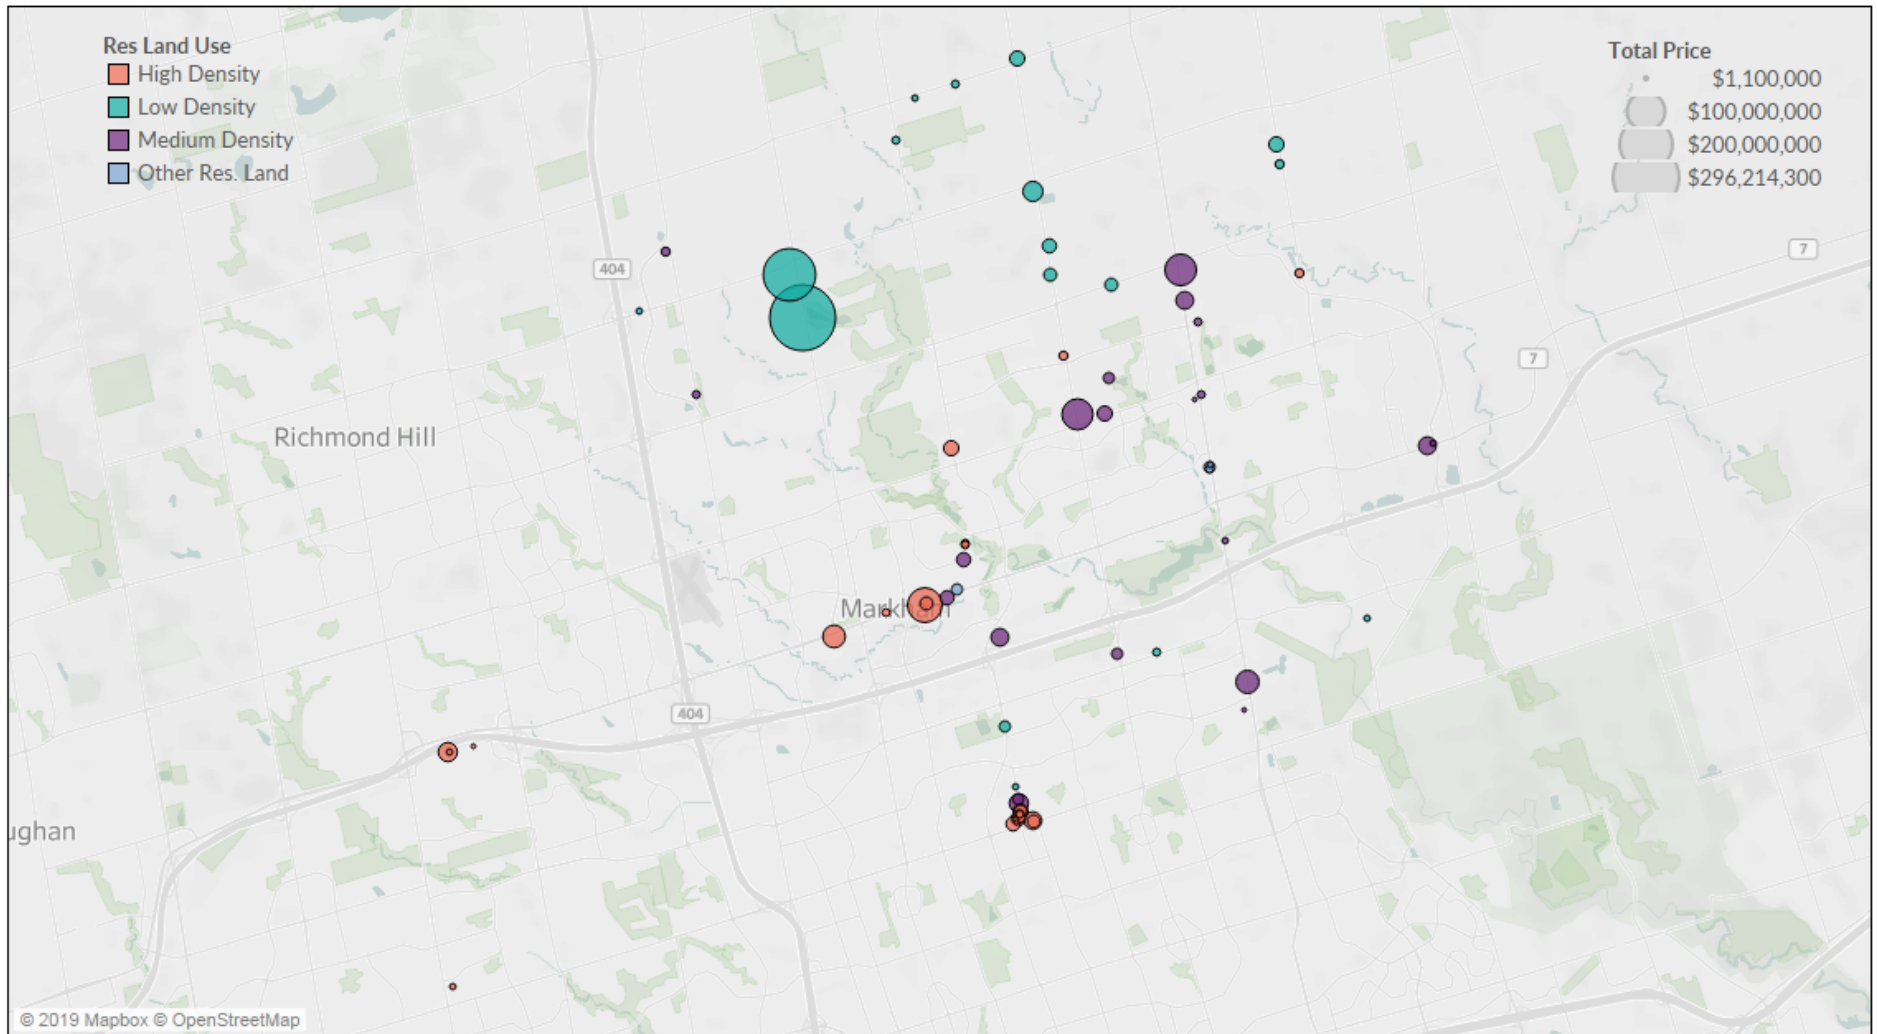 Res Land Use
High Density
Low Density
Medium Density
Other Res. Land
Total Price
$1,100,000
$100,000,000
$200,000,000
$296,214,300
7
404
7
Richmond Hill
Markham
404
ughan
© 2019 Mapbox © OpenStreetMap